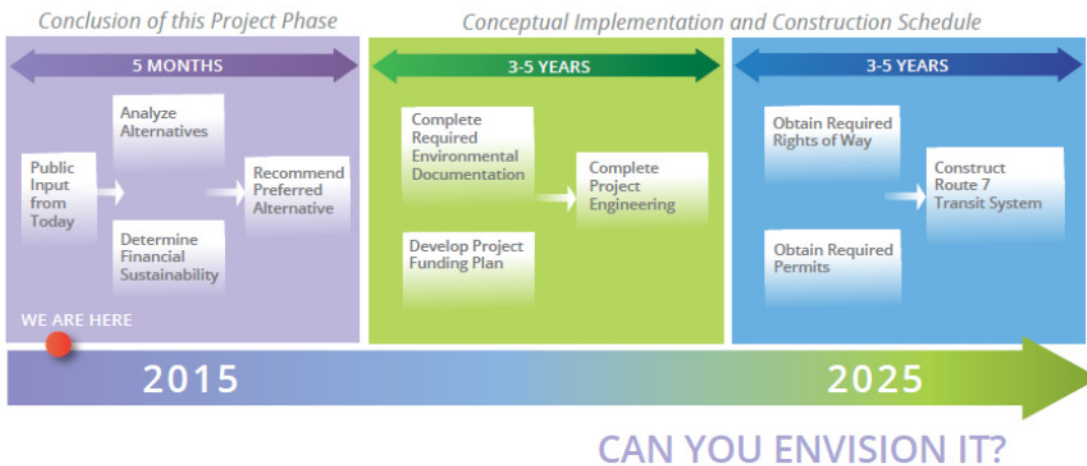 Conclusion of this Project Phase
Conceptual Implementation and Construction Schedule
5 MONTHS
Public
Input
from
Today
Analyze
Alternatives
Determine
Financial
Sustainability
Recommend
Preferred
Alternative
WE ARE HERE
3-5 YEARS
Complete
Required
Environmental
Documentation
Develop Project
Funding Plan
Complete
Project
Engineering
3-5 YEARS
Obtain Required
Rights of Way
Obtain Required
Permits
Construct
Route 7
Transit System
2015
2025
CAN YOU ENVISION IT?